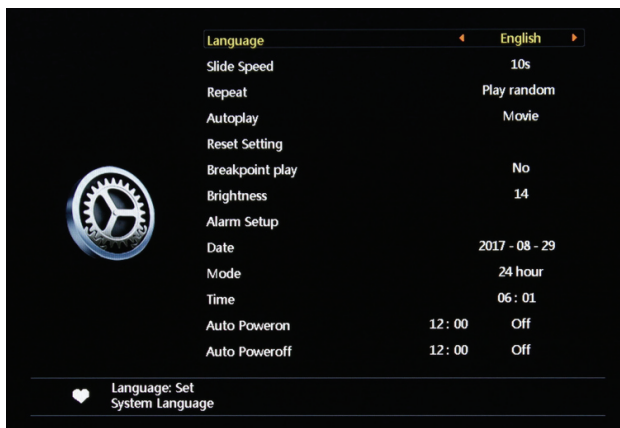 Language English
Slide Speed 10s
Repeat Play random
Autoplay Movie
Reset Setting
Breakpoint play No
Brightness 14
Alarm Setup
Date 2017 - 08 - 29
Mode 24 hour
Time 06 : 01
Auto Poweron 12 : 00 Off
Auto Poweroff 12 : 00 Off
Language: Set
System Language